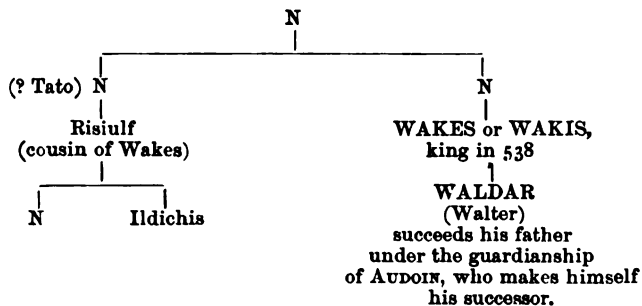 N
(? Tato) N
N
Risiulf
(cousin of Wakes)
WAKES or WAKIS,
king in 538
N
Ildichis
WALDAR
(Walter)
succeeds his father
under the guardianship
of AUDOIN, who makes himself
his successor.